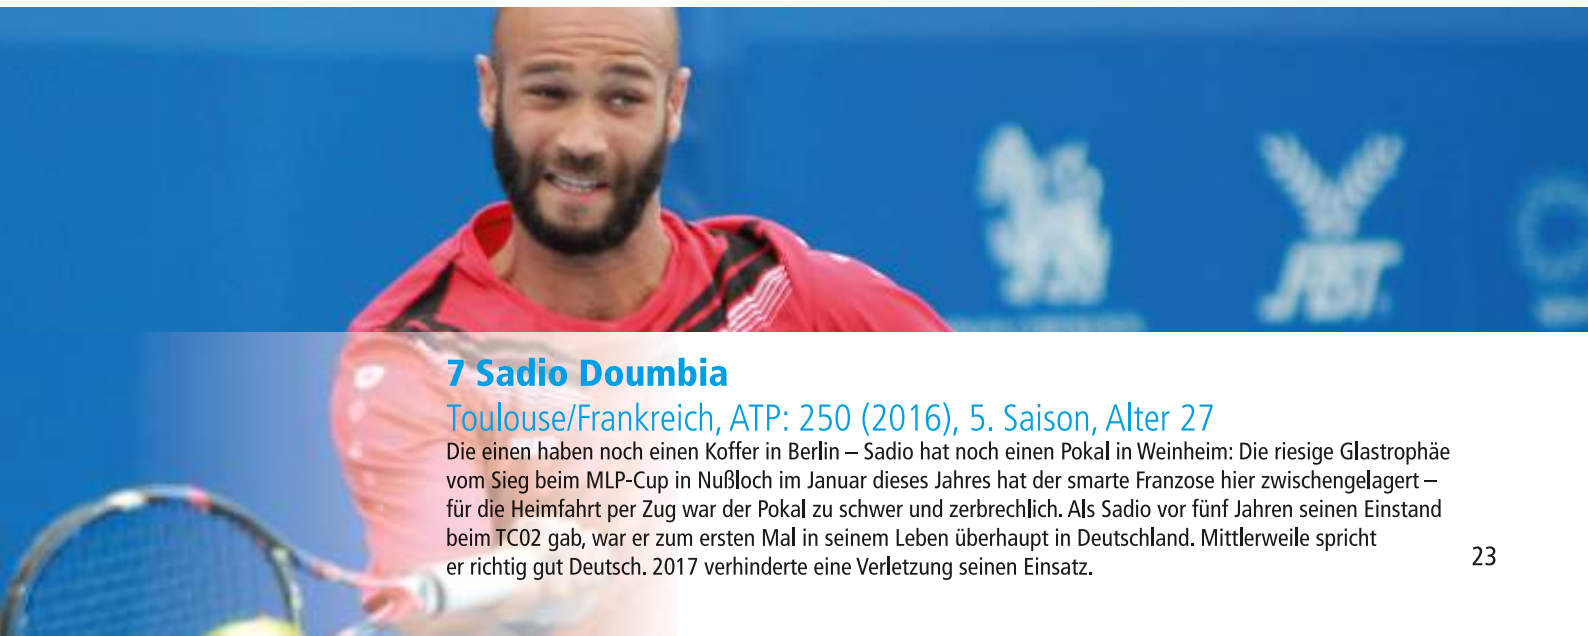 FBT
7 Sadio Doumbia
Toulouse/Frankreich, ATP: 250 (2016), 5. Saison, Alter 27
Die einen haben noch einen Koffer in Berlin – Sadio hat noch einen Pokal in Weinheim: Die riesige Glastrophäe
vom Sieg beim MLP-Cup in Nußloch im Januar dieses Jahres hat der smarte Franzose hier zwischengelagert –
für die Heimfahrt per Zug war der Pokal zu schwer und zerbrechlich. Als Sadio vor fünf Jahren seinen Einstand
beim TC02 gab, war er zum ersten Mal in seinem Leben überhaupt in Deutschland. Mittlerweile spricht
er richtig gut Deutsch. 2017 verhinderte eine Verletzung seinen Einsatz.
23